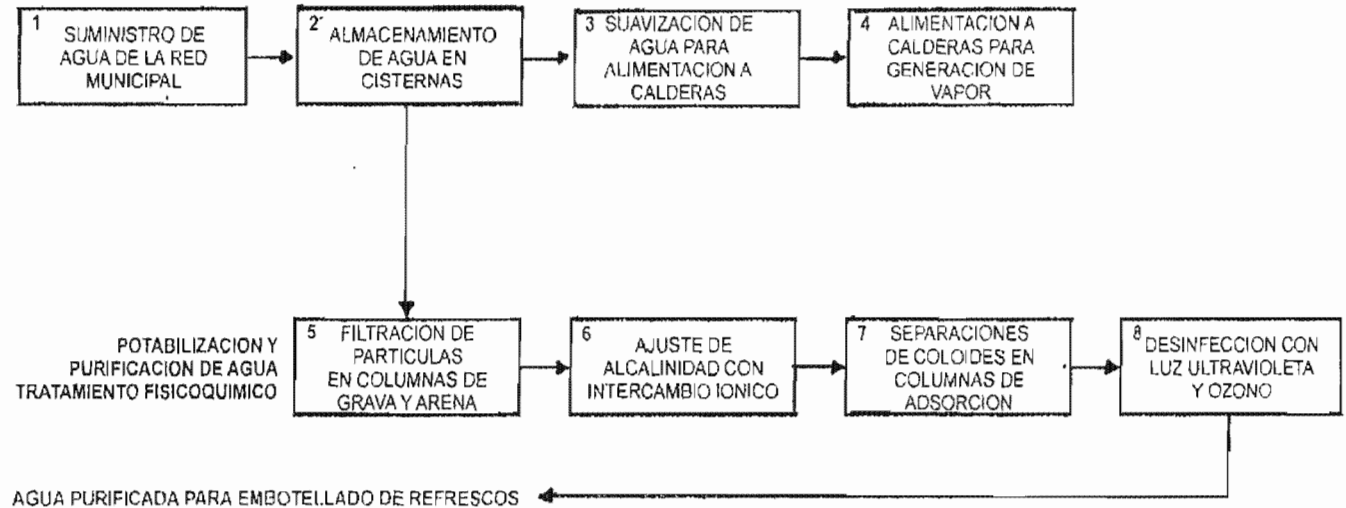 1 SUMINISTRO DE
AGUA DE LA RED
MUNICIPAL
2 ALMACENAMIENTO
DE AGUA EN
CISTERNAS
3 SUAVIZACION DE
AGUA PARA
ALIMENTACION A
CALDERAS
4 ALIMENTACION A
CALDERAS PARA
GENERACION DE
VAPOR
POTABILIZACION Y
PURIFICACION DE AGUA
TRATAMIENTO FISICOQUIMICO
5 FILTRACION DE
PARTICULAS
EN COLUMNAS DE
GRAVA Y ARENA
6
AJUSTE DE
ALCALINIDAD CON
INTERCAMBIO IONICO
7 SEPARACIONES
DE COLOIDES EN
COLUMNAS DE
ADSORCION
8 DESINFECCION CON
LUZ ULTRAVIOLETA
Y OZONO
AGUA PURIFICADA PARA EMBOTELLADO DE REFRESCOS